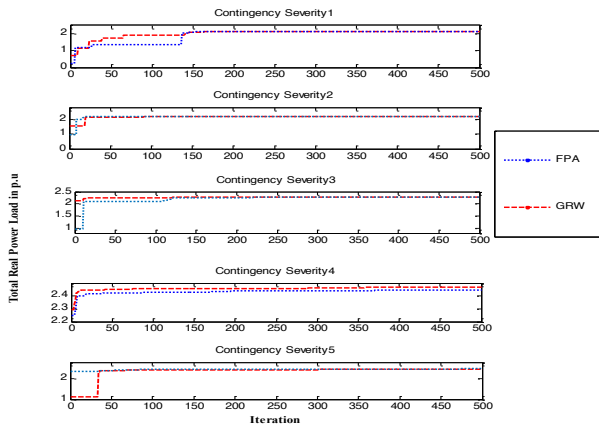 Contingency Severity1
2
1
0
0 50 100 150 200 250 300 350 400 450 500
Contingency Severity2
2
1
0
0 50 100 150 200 250 300 350 400 450 500
Contingency Severity3
2.5
2
1.5
1
0 50 100 150 200 250 300 350 400 450 500
Contingency Severity4
2.4
2.3
2.2
0 50 100 150 200 250 300 350 400 450 500
Contingency Severity5
2
1
0 50 100 150 200 250 300 350 400 450 500
Iteration
Total Real Power Load in p.u
FPA
GRW